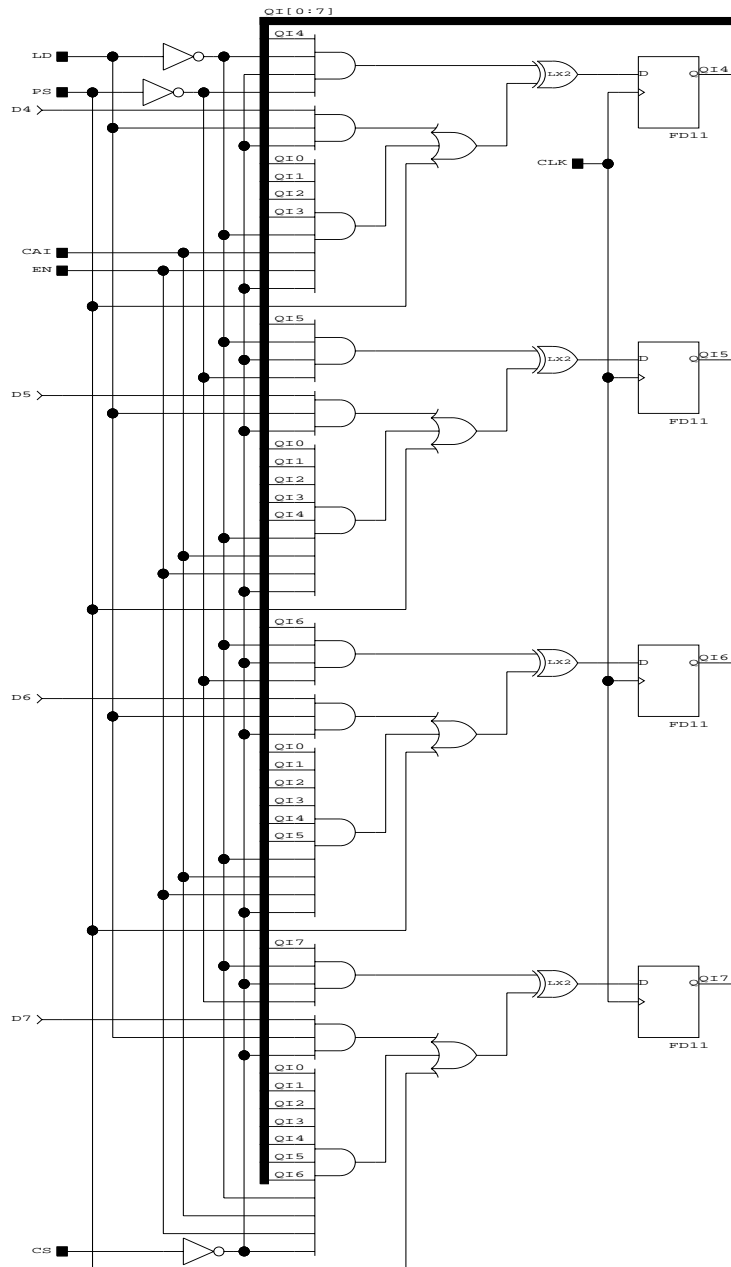 QI[0:7]
QI4
LD
LX2
D
Q
QI4
PS
D4
FD11
QI0
CLK
QI1
QI2
QI3
CAI
EN
QI5
LX2
D
Q
QI5
D5
FD11
QI0
QI1
QI2
QI3
QI4
QI6
LX2
D
Q
QI6
D6
FD11
QI0
QI1
QI2
QI3
QI4
QI5
QI7
LX2
D
Q
QI7
D7
FD11
QI0
QI1
QI2
QI3
QI4
QI5
QI6
CS